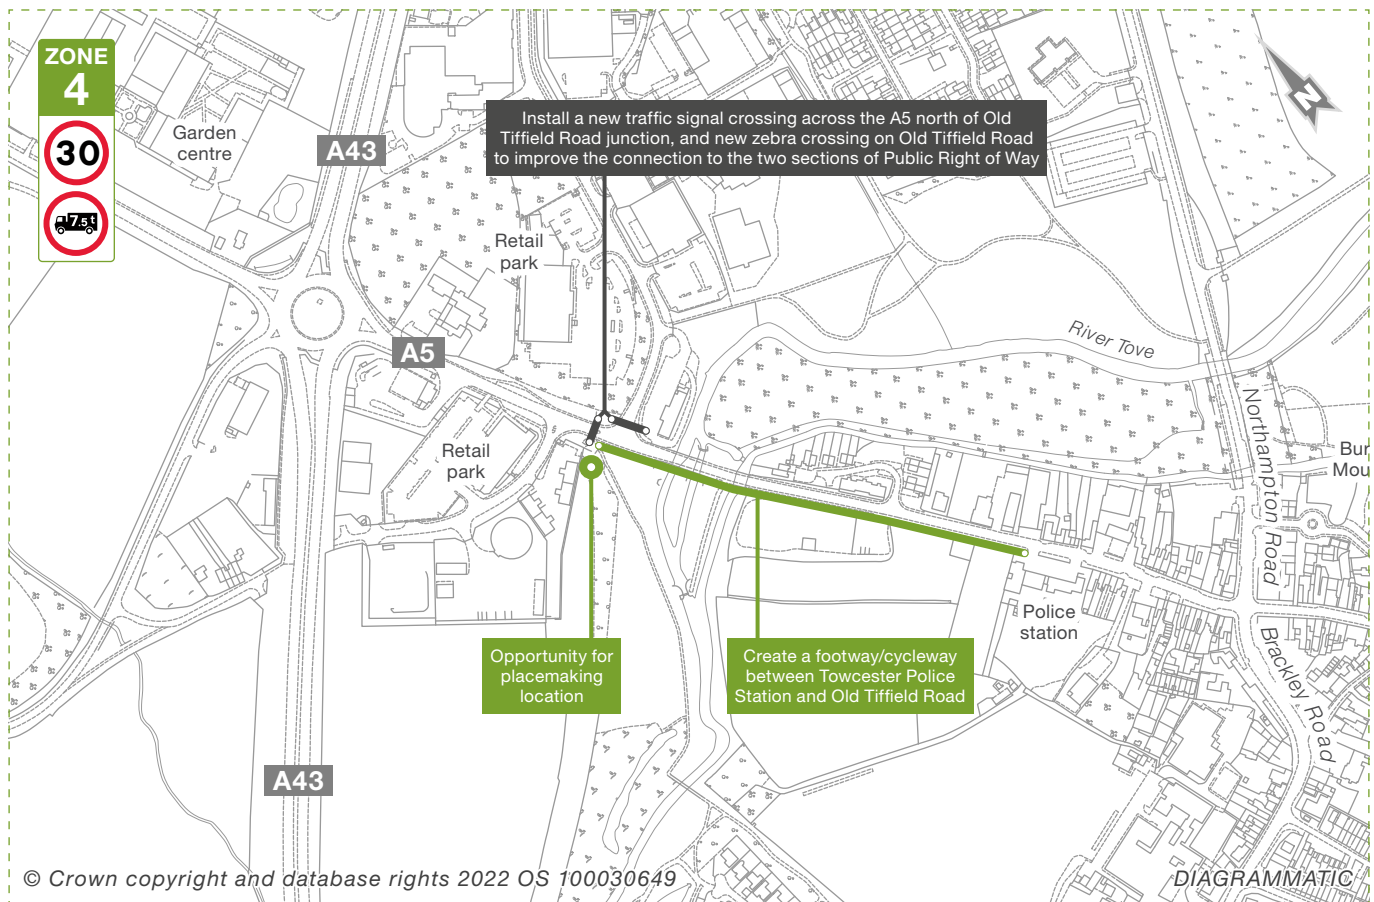 ZONE
4
30
7.5t
Garden
centre
A43
Install a new traffic signal crossing across the A5 north of Old
Tiffield Road junction, and new zebra crossing on Old Tiffield Road
to improve the connection to the two sections of Public Right of Way
N
Retail
park
A5
River Tove
Retail
park
Northampton Road
Bur
Mou
Police
station
Brackley Road
Opportunity for
placemaking
location
Create a footway/cycleway
between Towcester Police
Station and Old Tiffield Road
A43
© Crown copyright and database rights 2022 OS 100030649
DIAGRAMMATIC